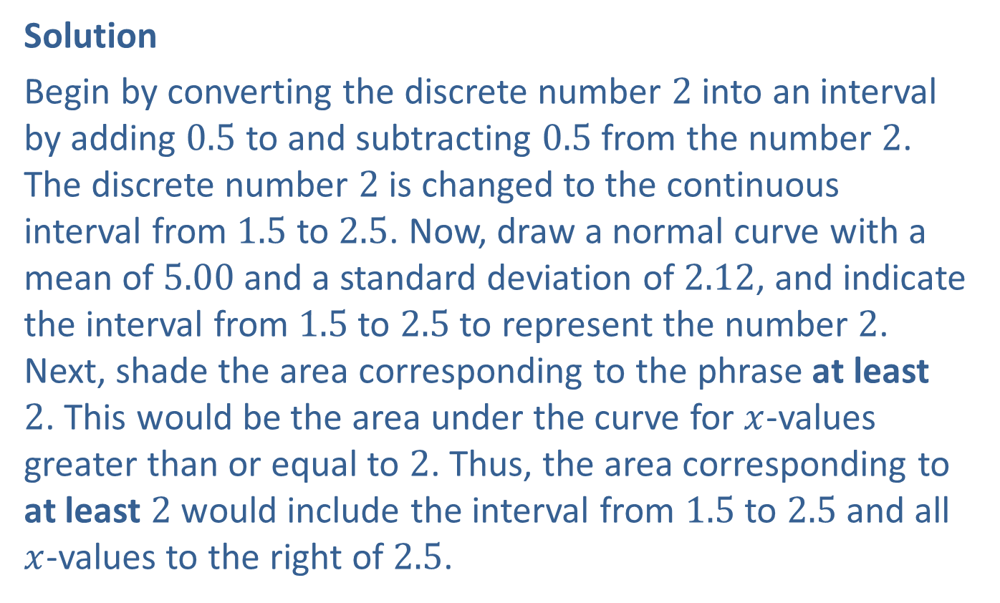 Solution
Begin by converting the discrete number 2 into an interval
by adding 0.5 to and subtracting 0.5 from the number 2.
The discrete number 2 is changed to the continuous
interval from 1.5 to 2.5. Now, draw a normal curve with a
mean of 5.00 and a standard deviation of 2.12, and indicate
the interval from 1.5 to 2.5 to represent the number 2.
Next, shade the area corresponding to the phrase at least
2. This would be the area under the curve for x-values
greater than or equal to 2. Thus, the area corresponding to
at least 2 would include the interval from 1.5 to 2.5 and all
x-values to the right of 2.5.